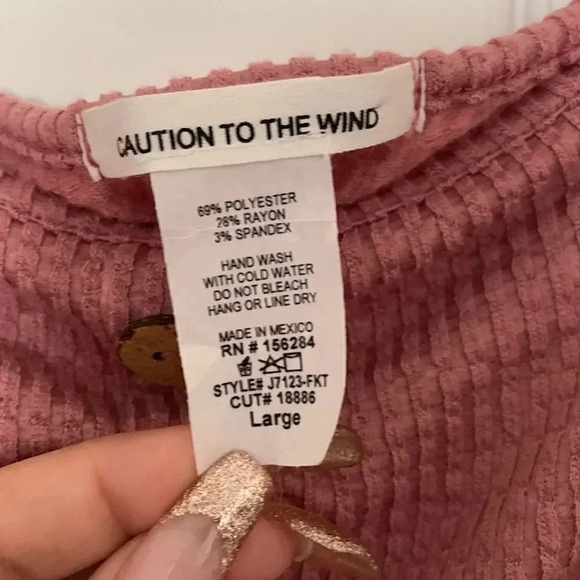 CAUTION TO THE WIND
69% POLYESTER
28% RAYON
3% SPANDEX
HAND WASH
WITH COLD WATER
DO NOT BLEACH
HANG OR LINE DRY
MADE IN MEXICO
RN # 156284
STYLE# J7123-FKT
CUT# 18886
Large